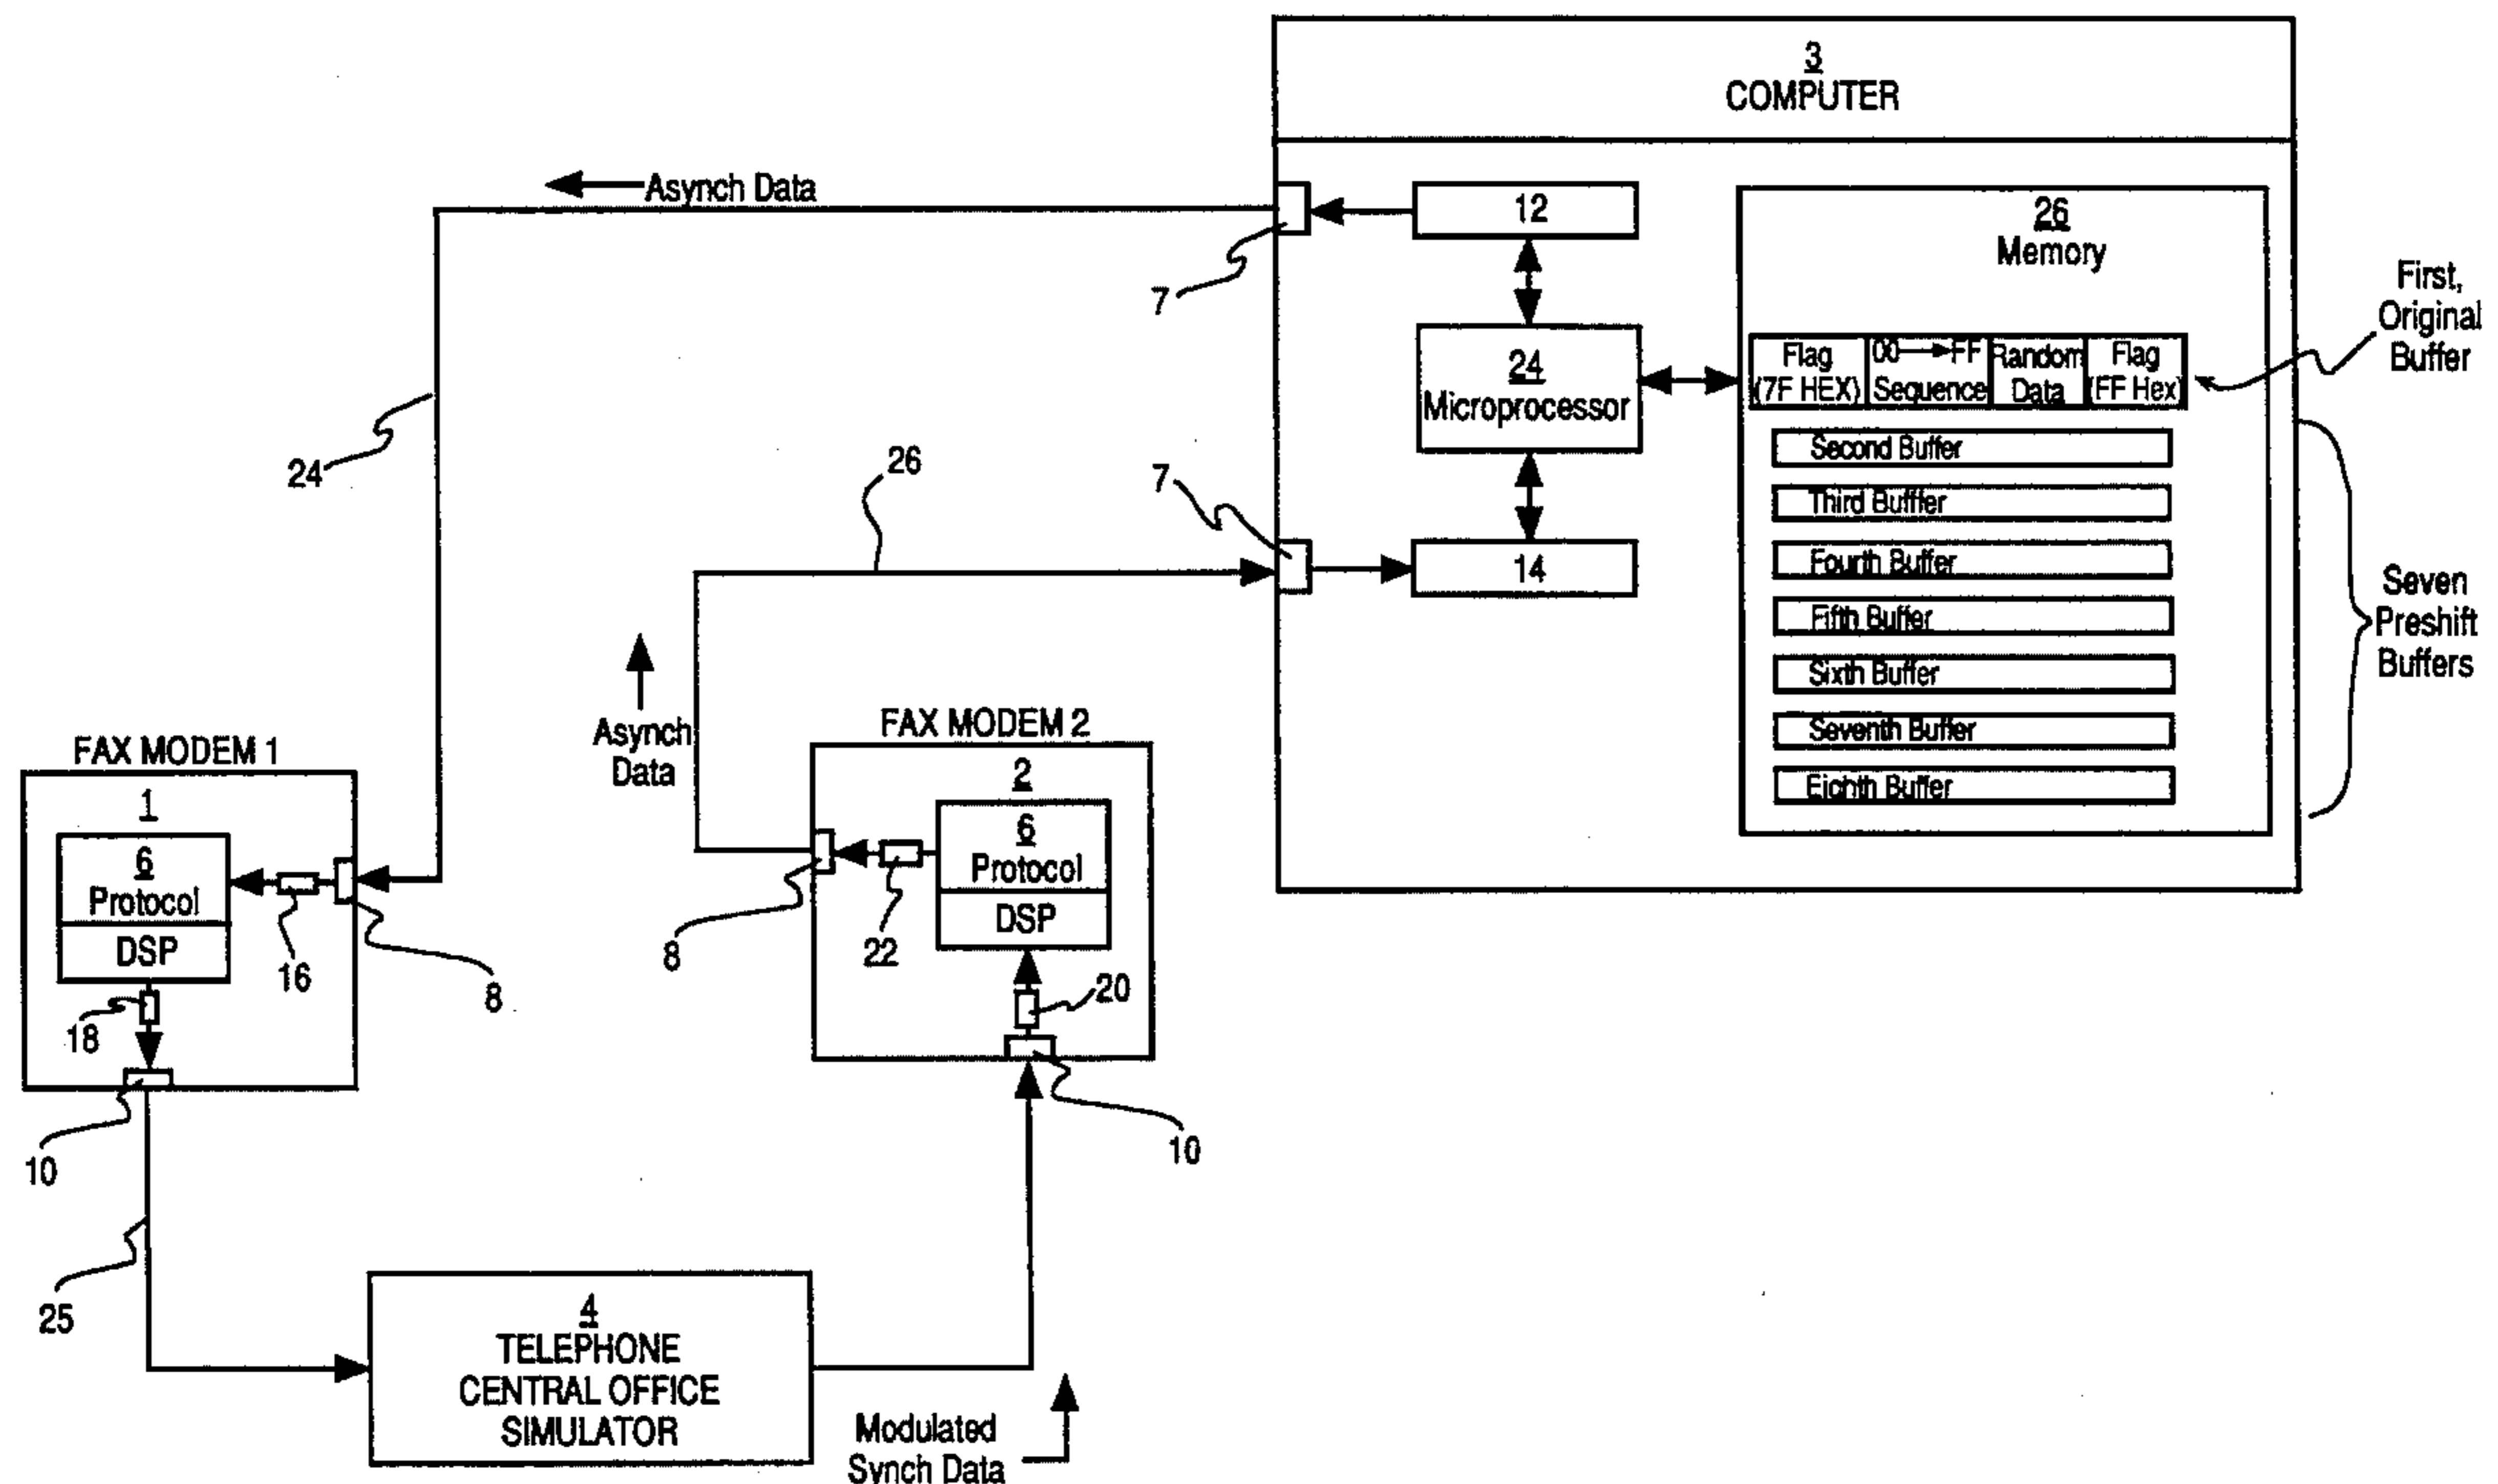 3
COMPUTER
Asynch Data
12
26
Memory
7
First,
Original
Buffer
24
Microprocessor
Flag
(7F HEX)
00 → FF
Sequence
Random
Data
Flag
(FF Hex)
Second Buffer
24
26
7
Third Bufffer
Fourth Buffer
14
Seven
Preshift
Buffers
Fifth Buffer
Sixth Buffer
Seventh Buffer
Eighth Buffer
Asynch
Data
FAX MODEM 2
FAX MODEM 1
2
1
6
Protocol
DSP
6
Protocol
DSP
8
22
16
8
20
18
10
10
25
4
TELEPHONE
CENTRAL OFFICE
SIMULATOR
Modulated
Synch Data